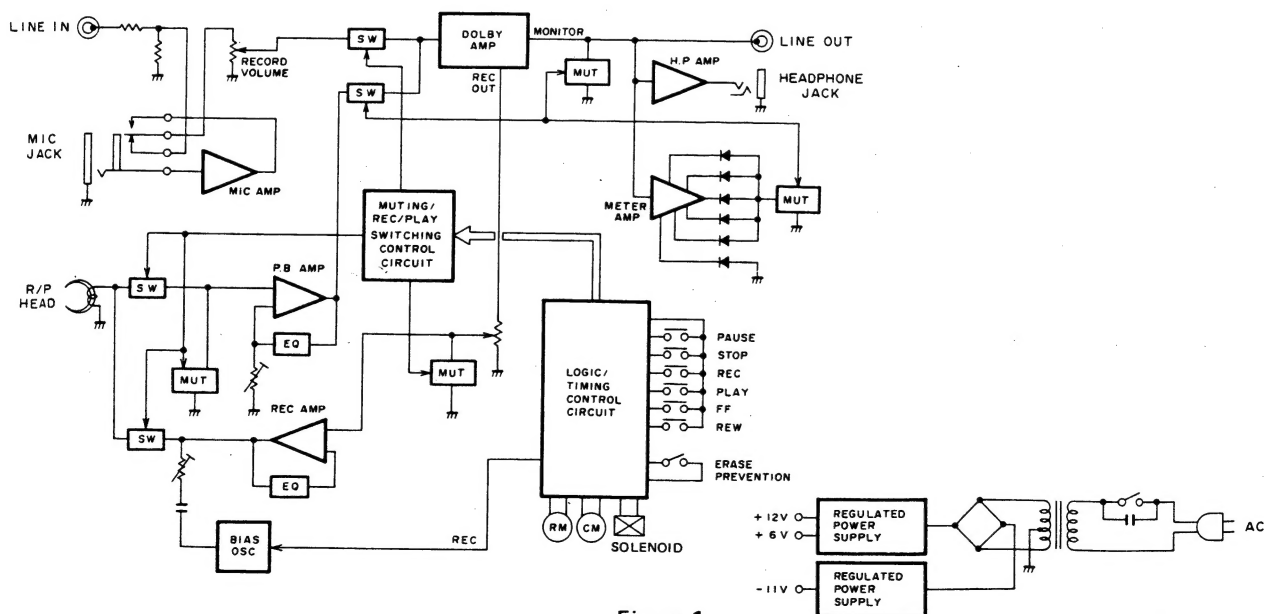 LINE IN
RECORD
VOLUME
SW
DOLBY
AMP
MONITOR
LINE OUT
MUT
H.P AMP
HEADPHONE
JACK
REC
OUT
SW
MIC
JACK
MIC AMP
MUTING/
REC/PLAY
SWITCHING
CONTROL
CIRCUIT
METER
AMP
MUT
R/P
HEAD
SW
P.B AMP
EQ
MUT
MUT
SW
REC AMP
EQ
LOGIC/
TIMING
CONTROL
CIRCUIT
PAUSE
STOP
REC
PLAY
FF
REW
ERASE
PREVENTION
BIAS
OSC
REC
RM
CM
SOLENOID
+12V
+6V
REGULATED
POWER
SUPPLY
AC
-11V
REGULATED
POWER
SUPPLY